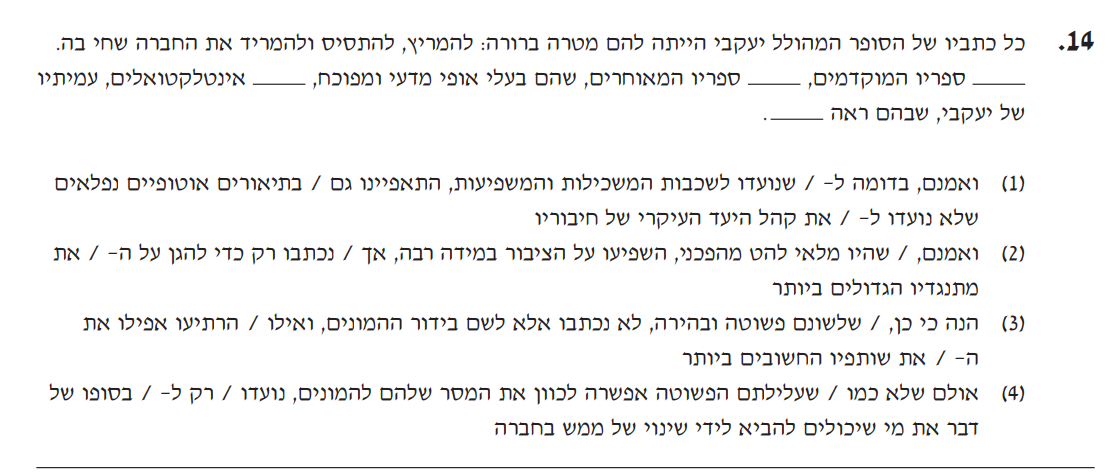 14. כל כתביו של הסופר המהולל יעקבי הייתה להם מטרה ברורה: להמריץ, להתסיס ולהמריד את החברה שחי בה.
_____ ספריו המוקדמים, _____ ספריו המאוחרים, שהם בעלי אופי מדעי ומפוכח, _____ אינטלקטואלים, עמיתיו
של יעקבי, שבהם ראה _____.
(1) ואמנם, בדומה ל- / שנועדו לשכבות המשכילות והמשפיעות, התאפיינו גם / בתיאורים אוטופיים נפלאים
שלא נועדו ל- / את קהל היעד העיקרי של חיבוריו
(2) ואמנם, / שהיו מלאי להט מהפכני, השפיעו על הציבור במידה רבה, אך / נכתבו רק כדי להגן על ה- / את
מתנגדיו הגדולים ביותר
(3) הנה כי כן, / שלשונם פשוטה ובהירה, לא נכתבו אלא לשם בידור ההמונים, ואילו / הרתיעו אפילו את
ה- / את שותפיו החשובים ביותר
(4) אולם שלא כמו / שעלילתם הפשוטה אפשרה לכוון את המסר שלהם להמונים, נועדו / רק ל- / בסופו של
דבר את מי שיכולים להביא לידי שינוי של ממש בחברה